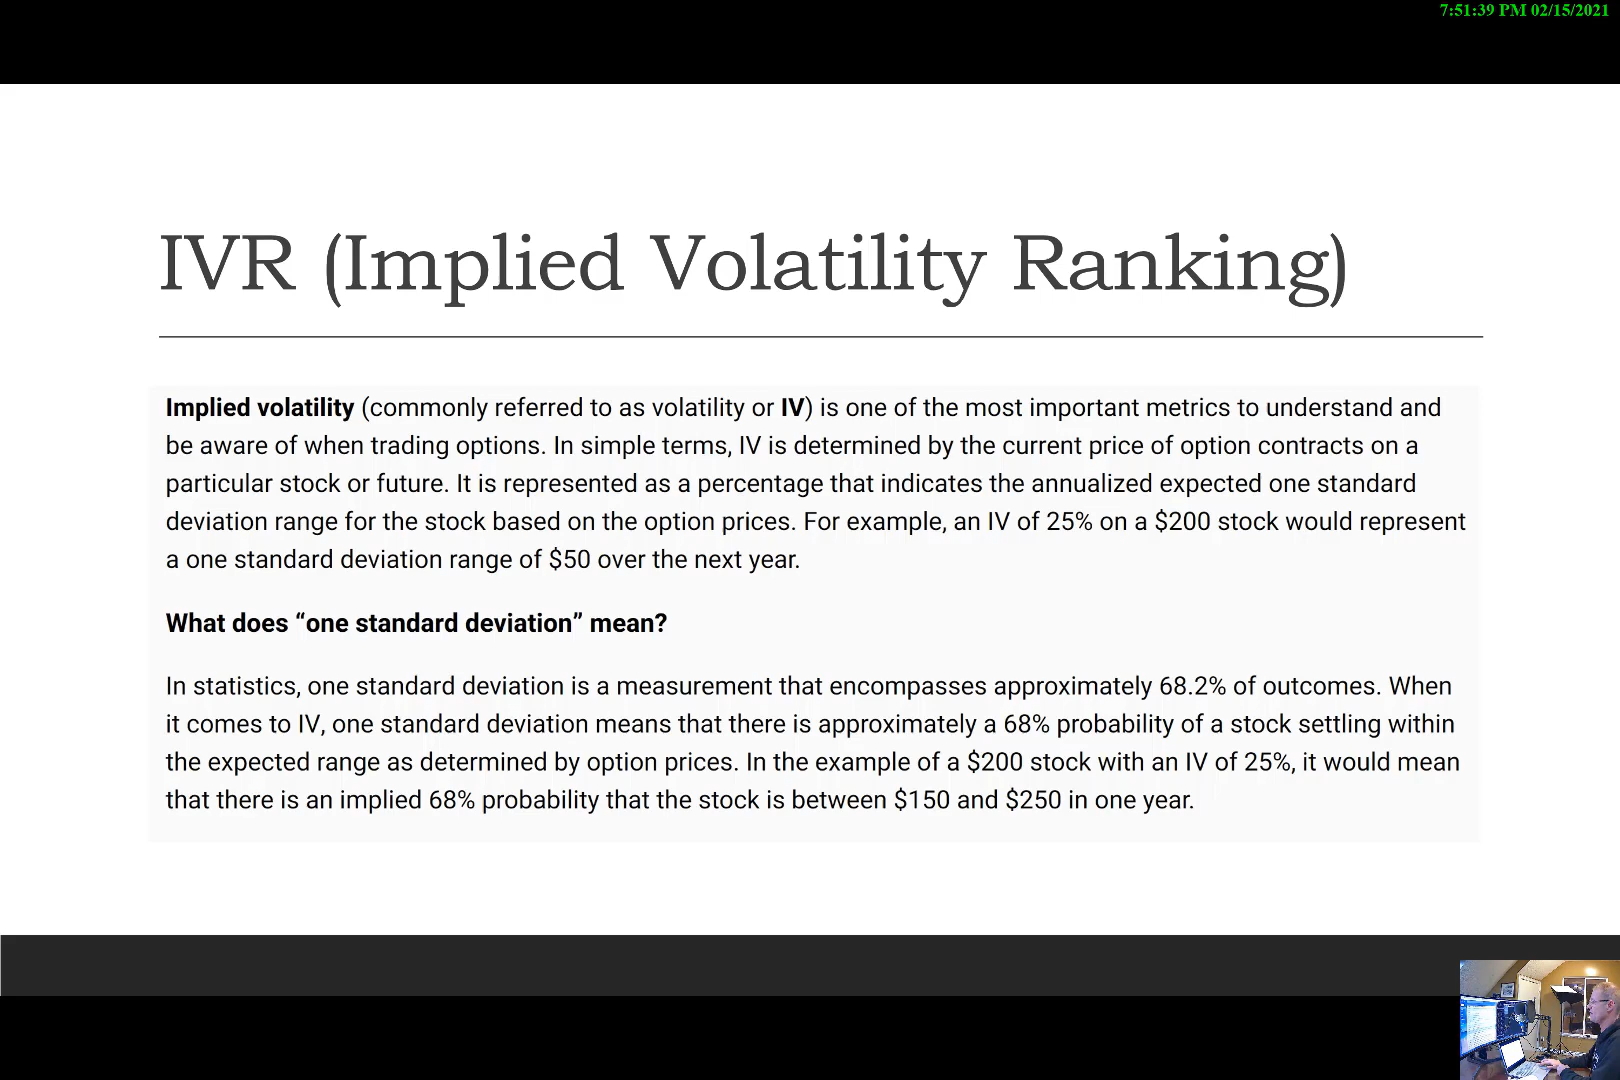 7:51:39 PM 02/15/2021
IVR (Implied Volatility Ranking)
Implied volatility (commonly referred to as volatility or IV) is one of the most important metrics to understand and
be aware of when trading options. In simple terms, IV is determined by the current price of option contracts on a
particular stock or future. It is represented as a percentage that indicates the annualized expected one standard
deviation range for the stock based on the option prices. For example, an IV of 25% on a $200 stock would represent
a one standard deviation range of $50 over the next year.
What does “one standard deviation” mean?
In statistics, one standard deviation is a measurement that encompasses approximately 68.2% of outcomes. When
it comes to IV, one standard deviation means that there is approximately a 68% probability of a stock settling within
the expected range as determined by option prices. In the example of a $200 stock with an IV of 25%, it would mean
that there is an implied 68% probability that the stock is between $150 and $250 in one year.